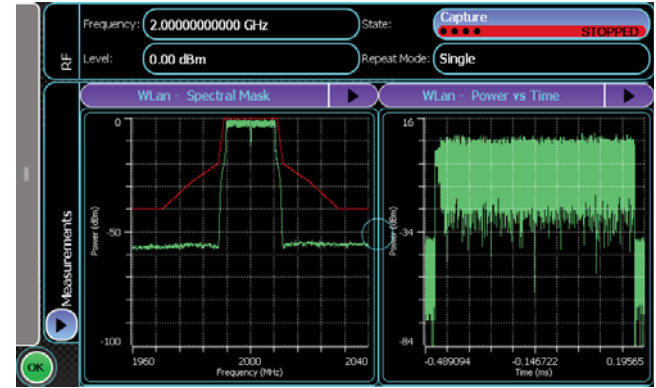 Frequency: 2.00000000000 GHz State: Capture
STOPPED
RF
Level: 0.00 dBm Repeat Mode: Single
Measurements
WLan - Spectral Mask
0
Power (dBm)
-50
-100
1960 2000 2040
Frequency (MHz)
WLan - Power vs Time
16
Power (dBm)
-34
-84
-0.489094 -0.146722 0.19565
Time (ms)
OK